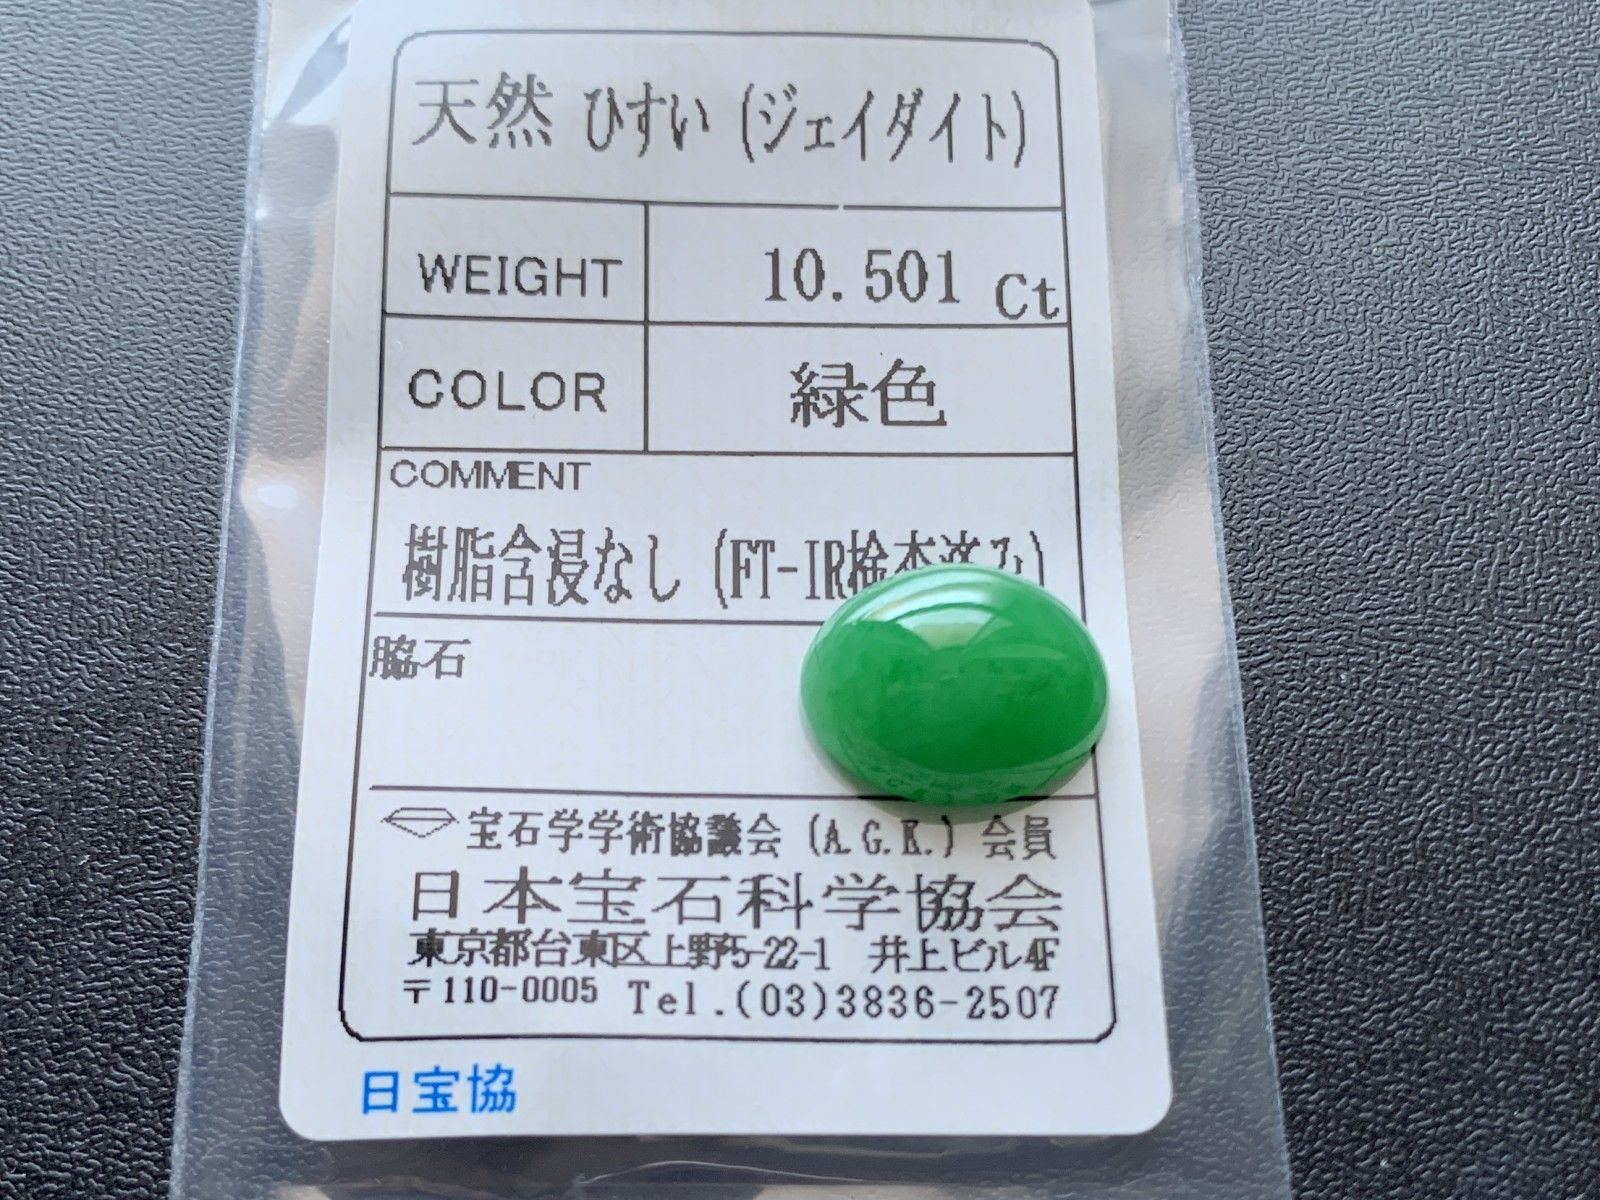 天然 ひすい (ジェイダイト)
WEIGHT 10.501 Ct
COLOR 緑色
COMMENT
樹脂含浸なし (FT-IR検査済み)
脇石
宝石学学術協議会 (A.G.K.) 会員
日本宝石科学協会
東京都台東区上野5-22-1 井上ビル4F
〒110-0005 Tel.(03)3836-2507
日宝協